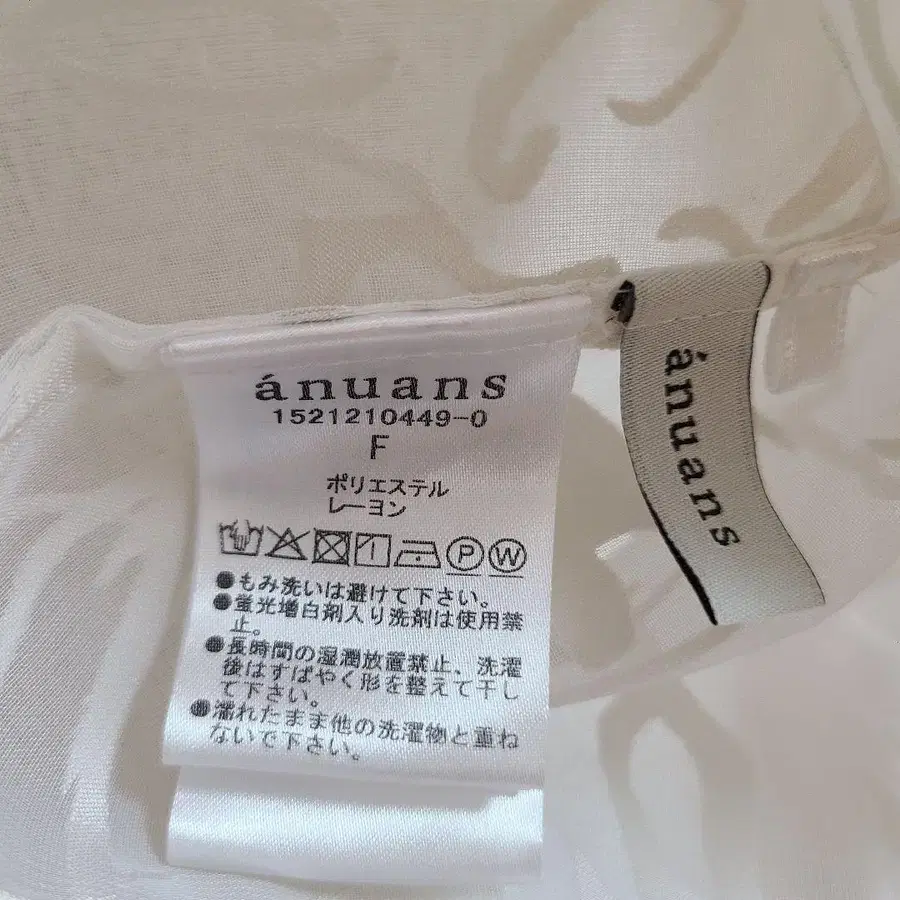 ánuans
1521210449-0
F
ポリエステル
レーヨン
P W
●もみ洗いは避けて下さい。
●蛍光増白剤入り洗剤は使用禁
止。
●長時間の湿潤放置禁止、洗濯
後はすばやく形を整えて干し
て下さい。
●濡れたまま他の洗濯物と重ね
ないで下さい。
ánuans